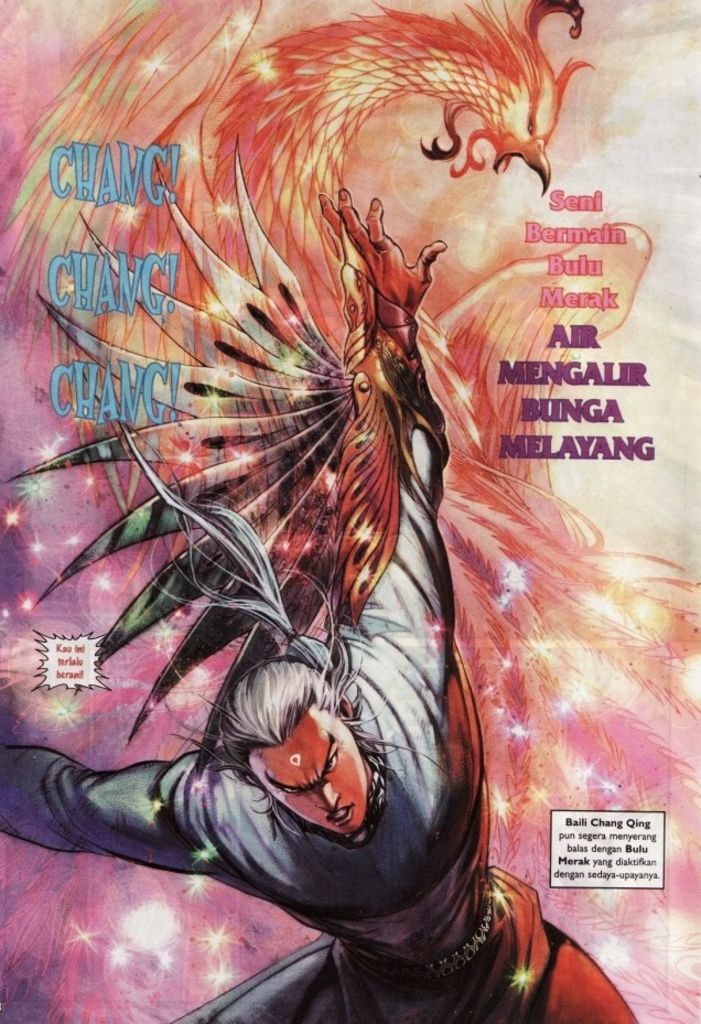 CHANG!
CHANG!
CHANG!
Seni
Bermain
Bulu
Merak
AIR
MENGALIR
BUNGA
MELAYANG
Kau ini
terlalu
berani!
Baili Chang Qing
pun segera menyerang
balas dengan Bulu
Merak yang diaktifkan
dengan sedaya-upayanya.